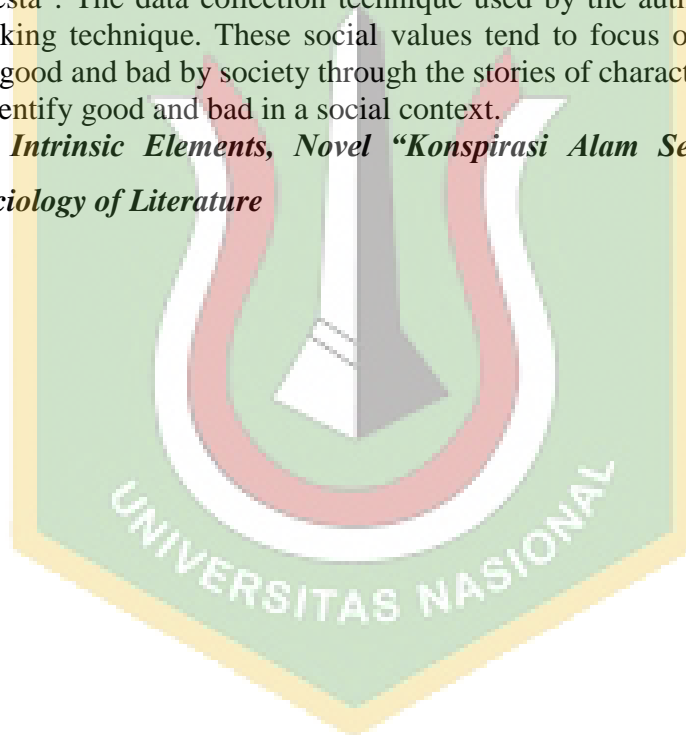 esta". The data collection technique used by the auth
king technique. These social values tend to focus o
good and bad by society through the stories of charact
entify good and bad in a social context.
Intrinsic Elements, Novel “Konspirasi Alam Se
ciology of Literature
UNIVERSITAS NASIONAL